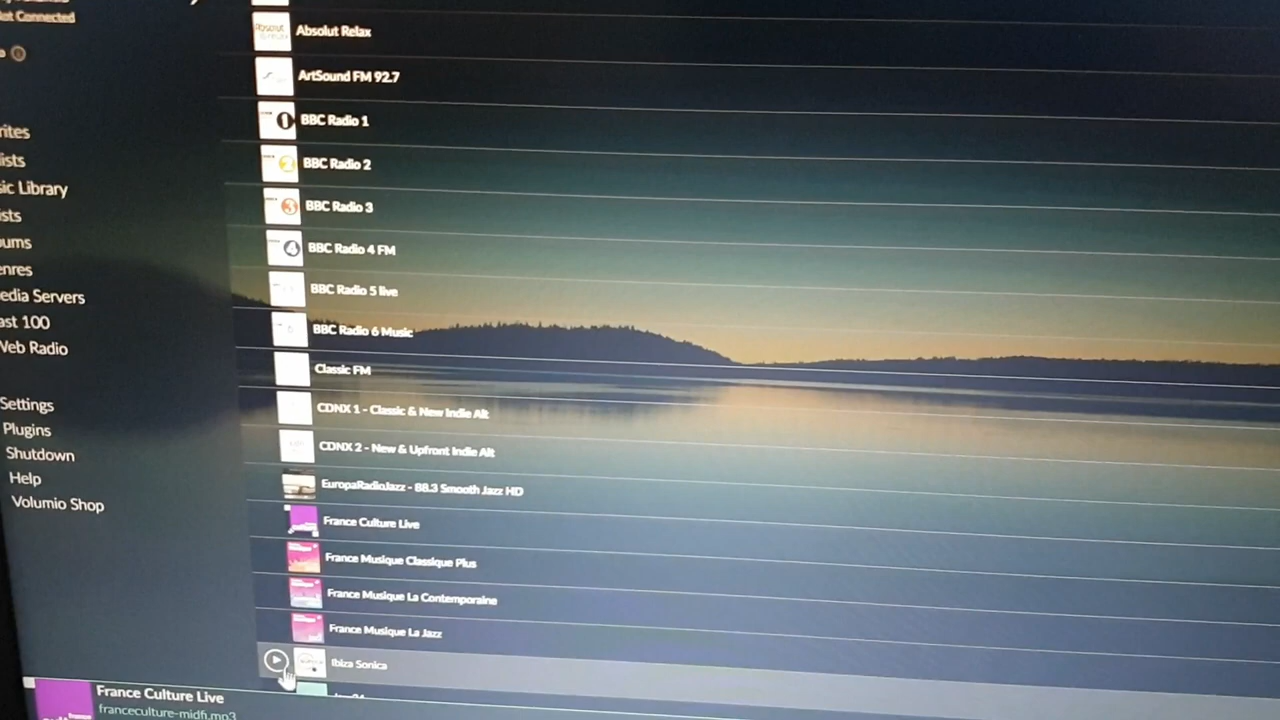 Not Connected
Absolut Relax
ArtSound FM 92.7
BBC Radio 1
BBC Radio 2
BBC Radio 3
BBC Radio 4 FM
BBC Radio 5 live
BBC Radio 6 Music
Classic FM
CDNX 1 - Classic & New Indie Alt
CDNX 2 - New & Upfront Indie Alt
EuropaRadioJazz - 88.3 Smooth Jazz HD
France Culture Live
France Musique Classique Plus
France Musique La Contemporaine
France Musique La Jazz
Ibiza Sonica
rites
lists
sic Library
ists
ums
enres
edia Servers
ast 100
Web Radio
Settings
Plugins
Shutdown
Help
Volumio Shop
France Culture Live
franceculture-midfi.mp3